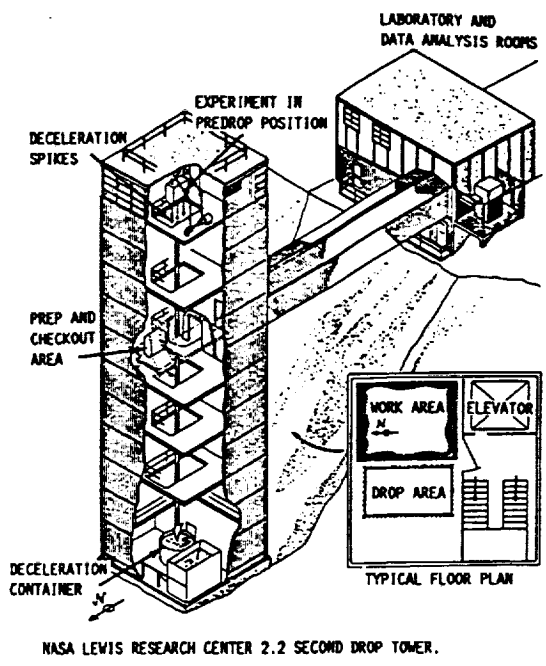 LABORATORY AND
DATA ANALYSIS ROOMS
EXPERIMENT IN
PREDROP POSITION
DECELERATION
SPIKES
PREP AND
CHECKOUT
AREA
WORK AREA
N
ELEVATOR
DROP AREA
DECELERATION
CONTAINER
N
TYPICAL FLOOR PLAN
NASA LEWIS RESEARCH CENTER 2.2 SECOND DROP TOWER.